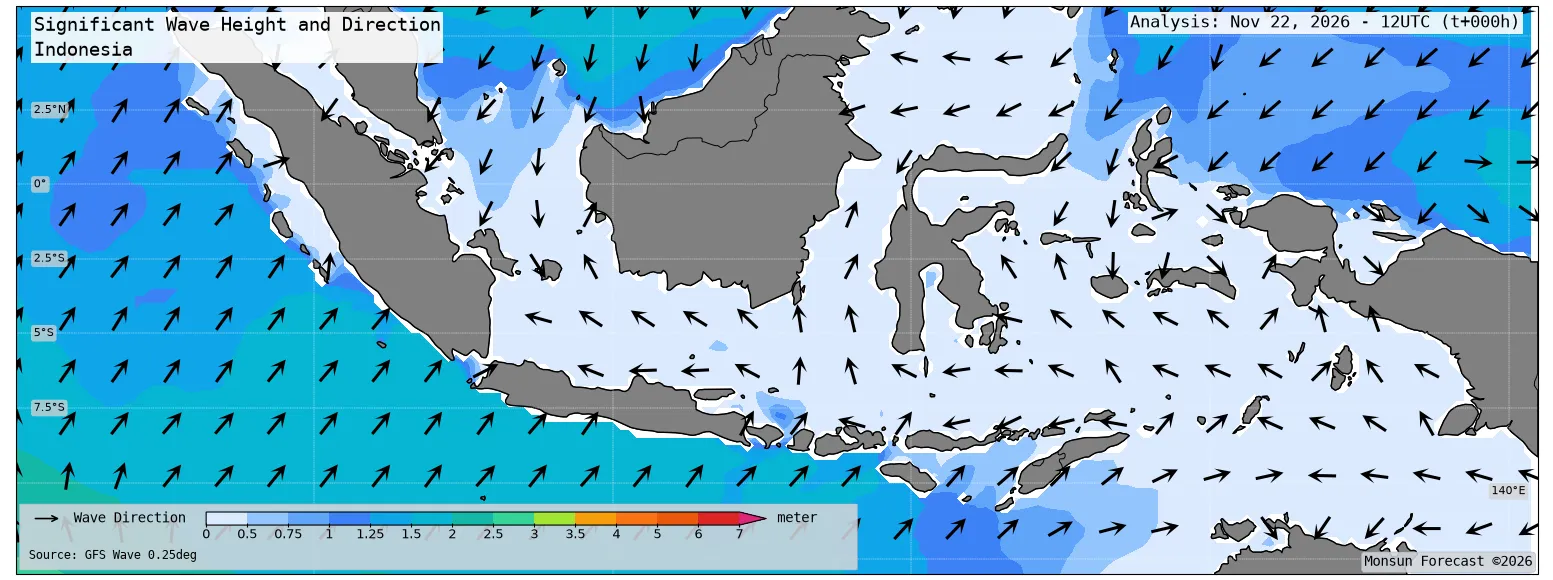 Significant Wave Height and Direction
Indonesia
Analysis: Nov 22, 2026 - 12UTC (t+000h)
2.5°N
0°
2.5°S
5°S
7.5°S
140°E
Wave Direction
0 0.5 0.75 1 1.25 1.5 2 2.5 3 3.5 4 5 6 7
meter
Source: GFS Wave 0.25deg
Monsun Forecast ©2026